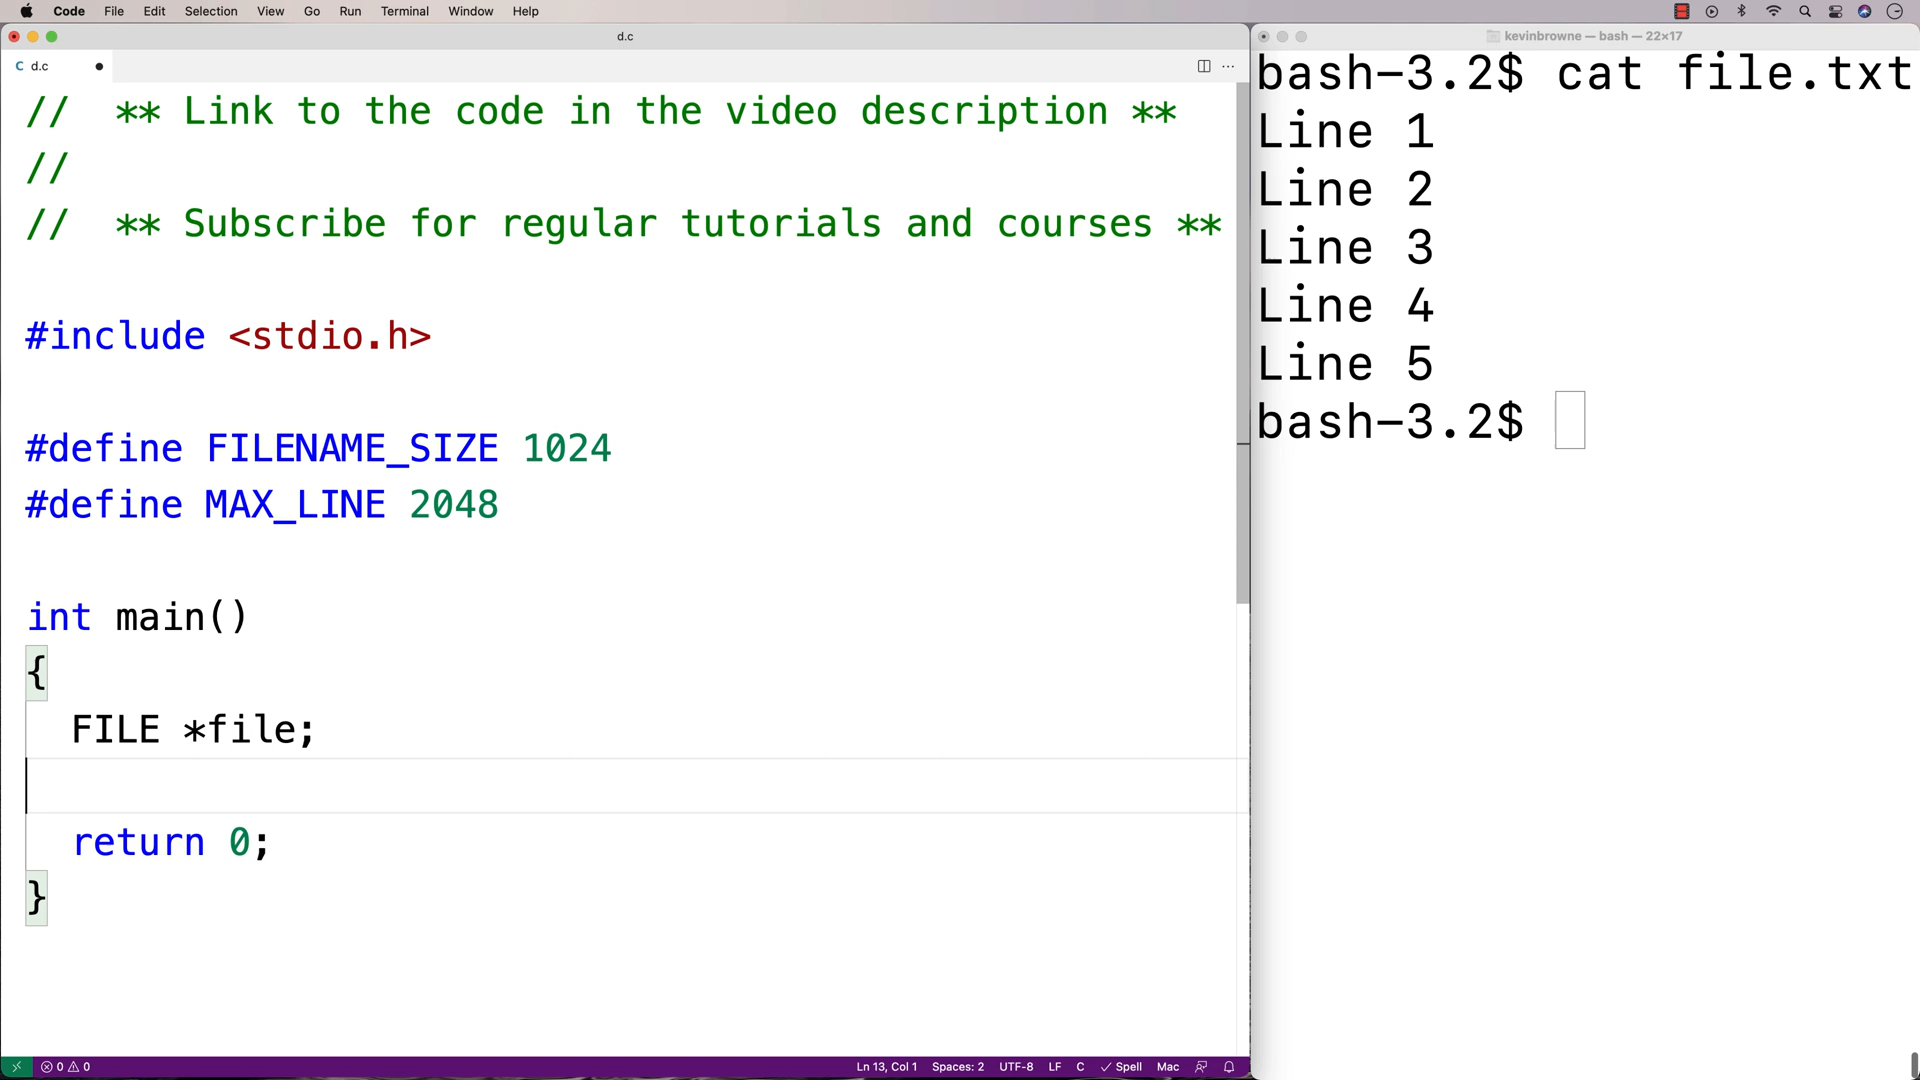 Code File Edit Selection View Go Run Terminal Window Help
d.c
C d.c
// ** Link to the code in the video description **
//
// ** Subscribe for regular tutorials and courses **
#include <stdio.h>
#define FILENAME_SIZE 1024
#define MAX_LINE 2048
int main()
{
FILE *file;
return 0;
}
0 0 Ln 13, Col 1 Spaces: 2 UTF-8 LF C Spell Mac
kevinbrowne — bash — 22×17
bash-3.2$ cat file.txt
Line 1
Line 2
Line 3
Line 4
Line 5
bash-3.2$